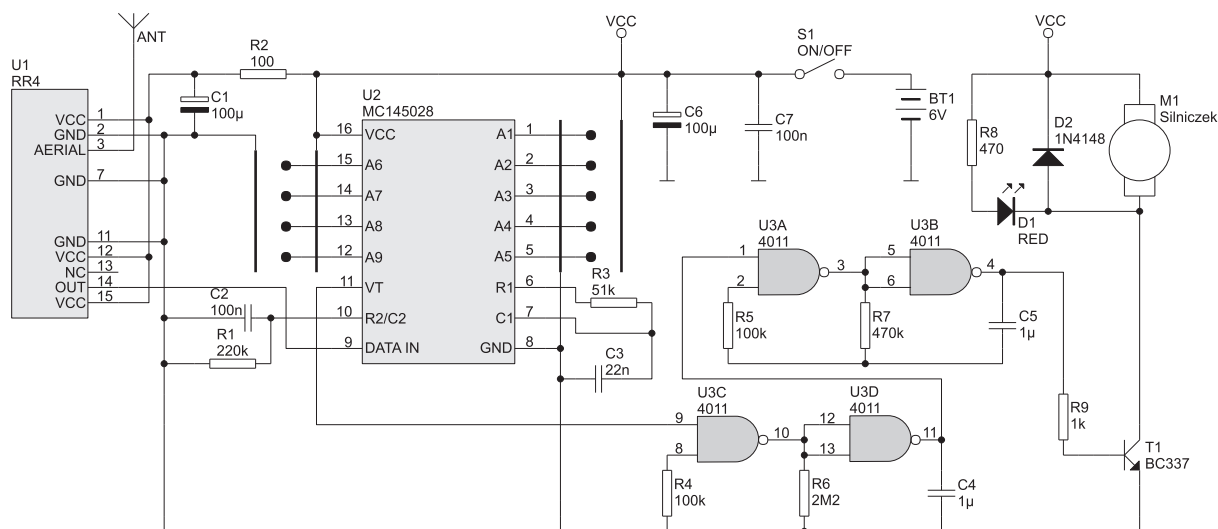 ANT
VCC
VCC
S1
ON/OFF
U1
RR4
R2
100
C1
100µ
U2
MC145028
C6
100µ
C7
100n
BT1
6V
R8
470
D2
1N4148
M1
Silniczek
D1
RED
VCC 1
GND 2
AERIAL 3
GND 7
GND 11
VCC 12
NC 13
OUT 14
VCC 15
16 VCC
15 A6
14 A7
13 A8
12 A9
11 VT
10 R2/C2
9 DATA IN
A1 1
A2 2
A3 3
A4 4
A5 5
R1 6
C1 7
GND 8
C2
100n
R1
220k
R3
51k
C3
22n
U3A
4011
1
2
3
U3B
4011
5
6
4
R5
100k
R7
470k
C5
1µ
U3C
4011
9
8
10
U3D
4011
12
13
11
R9
1k
T1
BC337
R4
100k
R6
2M2
C4
1µ